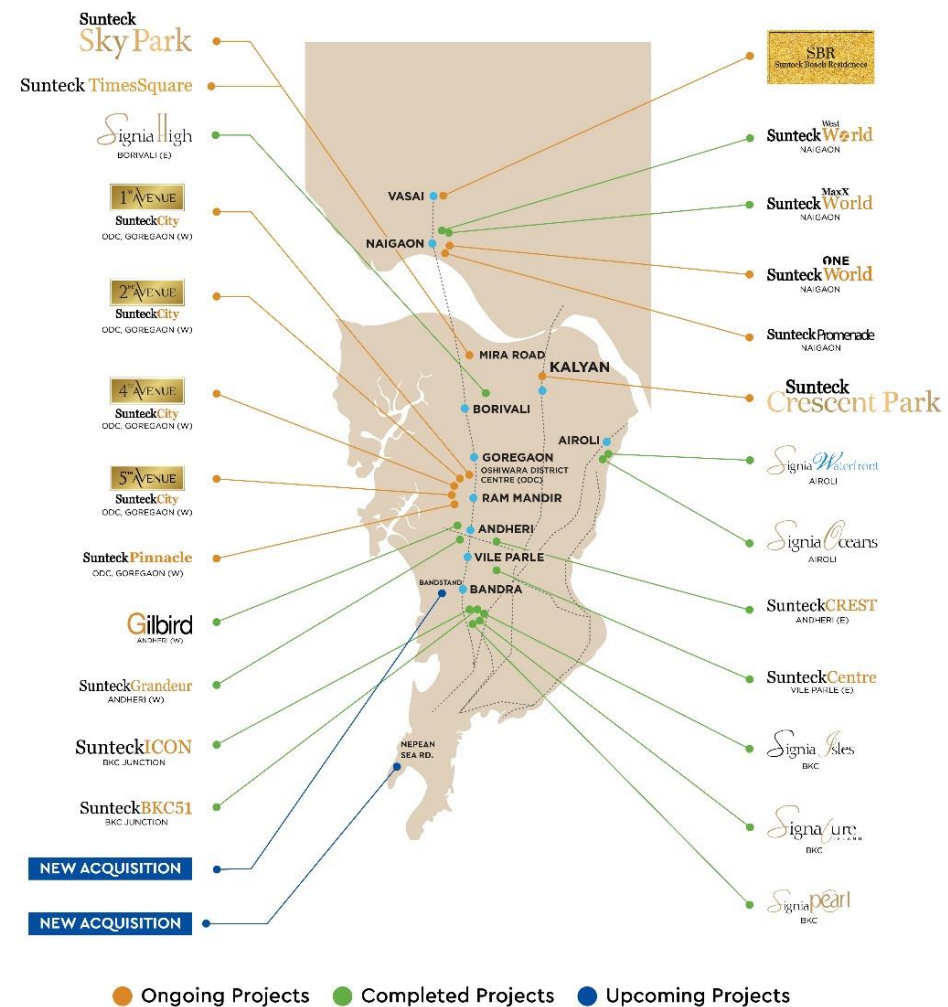 Sunteck
Sky Park
Sunteck TimesSquare
Signia High
BORIVALI (E)
1ST AVENUE
SunteckCity
ODC, GOREGAON (W)
2ND AVENUE
SunteckCity
ODC, GOREGAON (W)
4TH AVENUE
SunteckCity
ODC, GOREGAON (W)
5TH AVENUE
SunteckCity
ODC, GOREGAON (W)
Sunteck Pinnacle
ODC, GOREGAON (W)
Gilbird
ANDHERI (W)
SunteckGrandeur
ANDHERI (W)
SunteckICON
BKC JUNCTION
SunteckBKC51
BKC JUNCTION
NEW ACQUISITION
NEW ACQUISITION
VASAI
NAIGAON
MIRA ROAD
KALYAN
BORIVALI
AIROLI
GOREGAON
OSHIWARA DISTRICT
CENTRE (ODC)
RAM MANDIR
ANDHERI
VILE PARLE
BANDSTAND
BANDRA
NEPEAN
SEA RD.
SBR
Sunteck Beach Residences
West
Sunteck World
NAIGAON
MaxX
Sunteck World
NAIGAON
ONE
Sunteck World
NAIGAON
Sunteck Promenade
NAIGAON
Sunteck
Crescent Park
Signia Waterfront
AIROLI
Signia Oceans
AIROLI
SunteckCREST
ANDHERI (E)
SunteckCentre
VILE PARLE (E)
Signia Isles
BKC
Signature
ISLAND
BKC
Signia pearl
BKC
Ongoing Projects
Completed Projects
Upcoming Projects